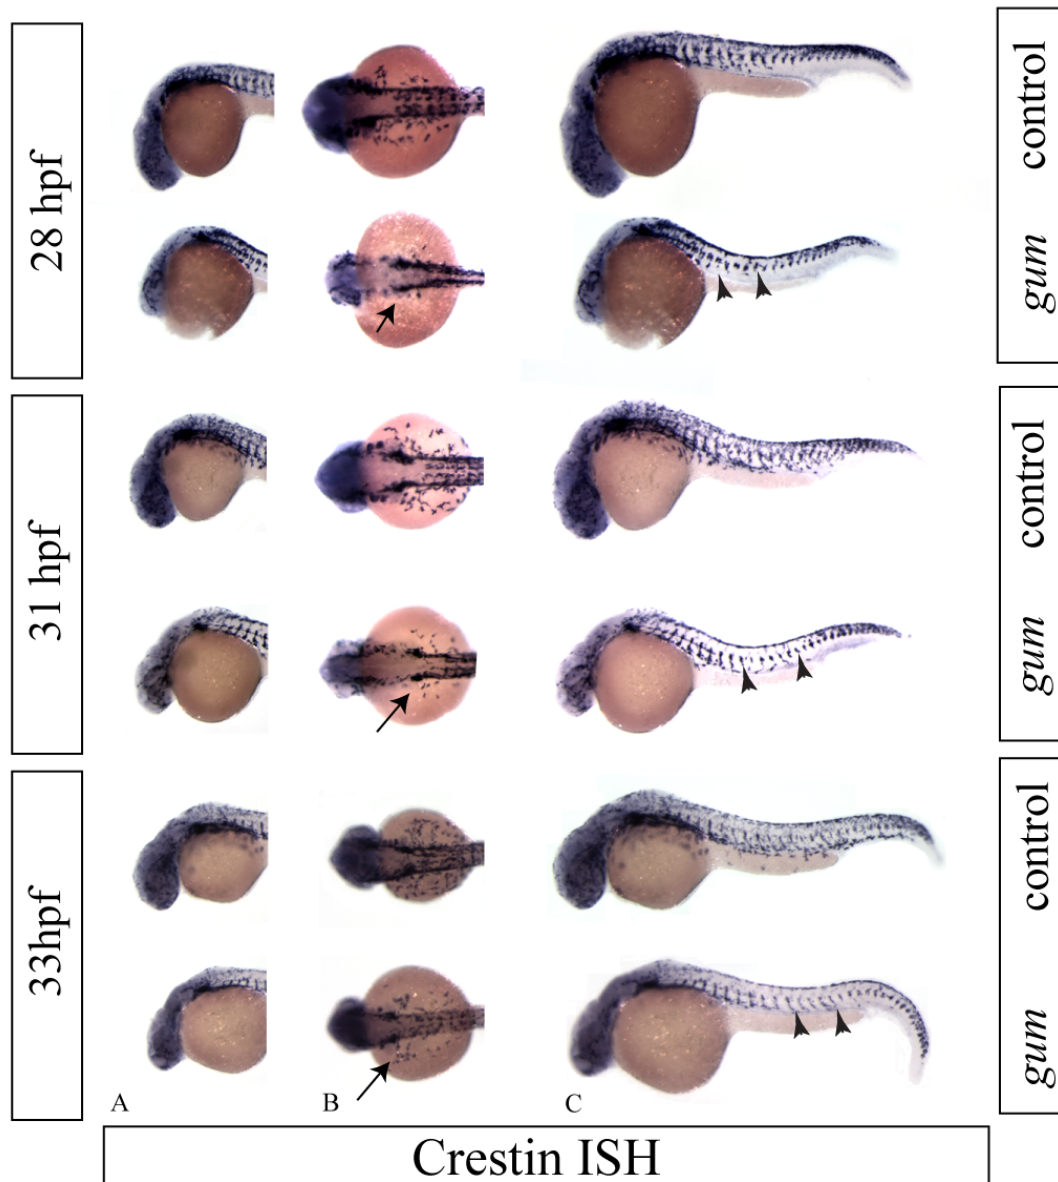 28 hpf
control
gum
31 hpf
control
gum
33hpf
control
gum
A
B
C
Crestin ISH